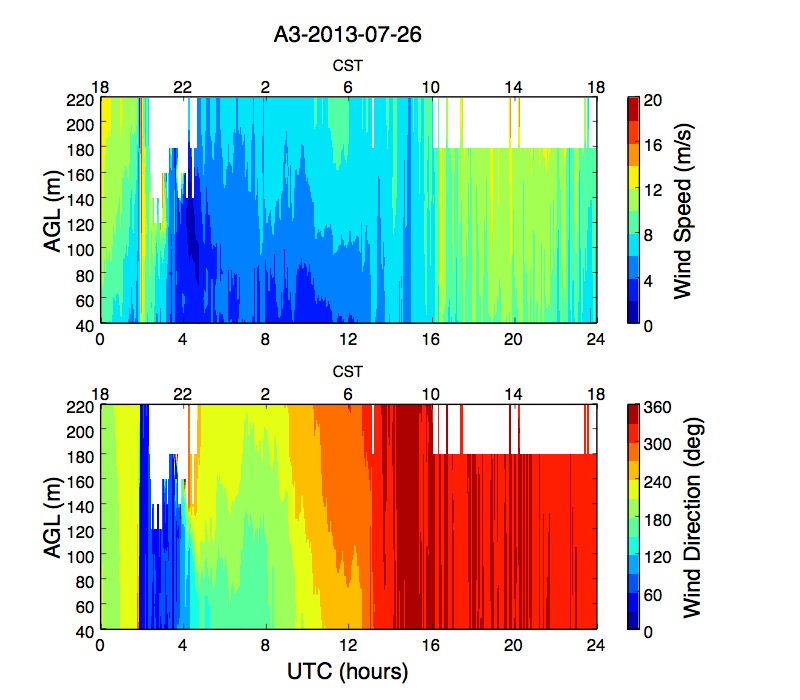 A3-2013-07-26
CST
18 22 2 6 10 14 18
220 200 180 160 140 120 100 80 60 40
AGL (m)
0 4 8 12 16 20 24
20 16 12 8 4 0
Wind Speed (m/s)
CST
18 22 2 6 10 14 18
220 200 180 160 140 120 100 80 60 40
AGL (m)
0 4 8 12 16 20 24
UTC (hours)
360 300 240 180 120 60 0
Wind Direction (deg)